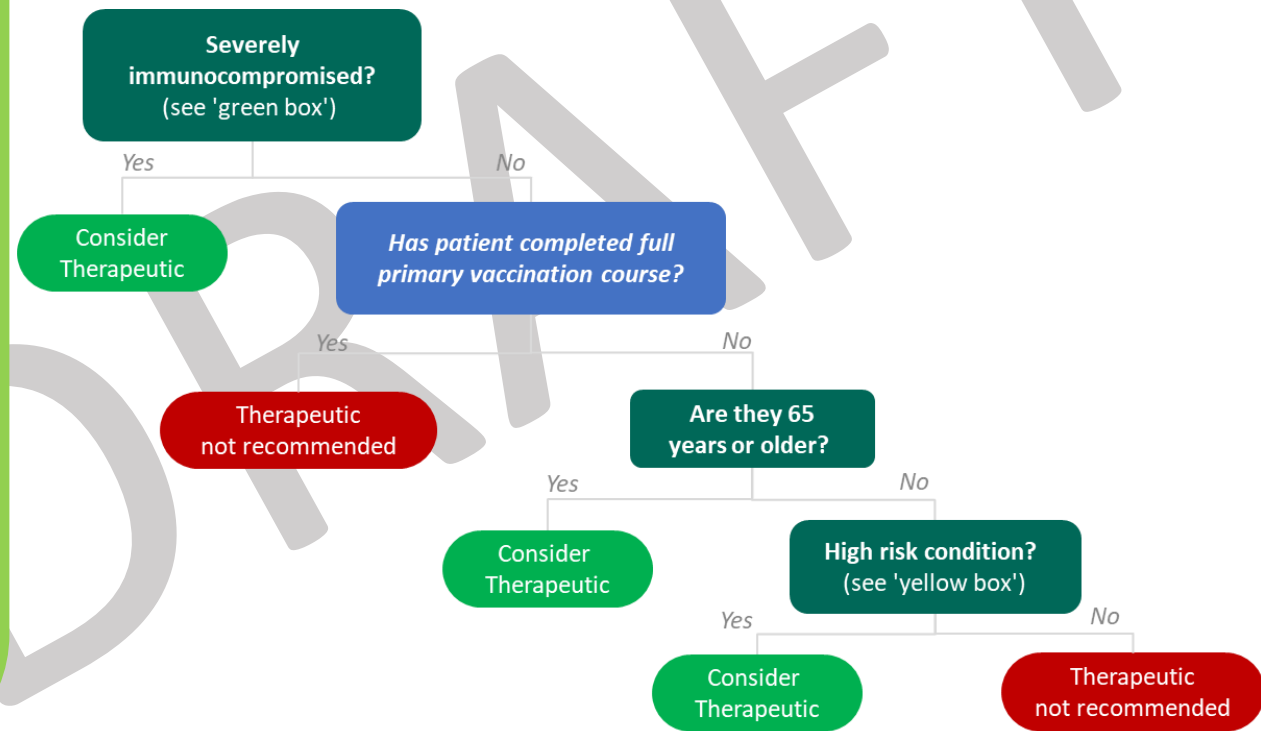 Severely
immunocompromised?
(see 'green box')
Yes
No
Consider
Therapeutic
Has patient completed full
primary vaccination course?
Yes
No
Therapeutic
not recommended
Are they 65
years or older?
Yes
No
Consider
Therapeutic
High risk condition?
(see 'yellow box')
Yes
No
Consider
Therapeutic
Therapeutic
not recommended
DRAFT